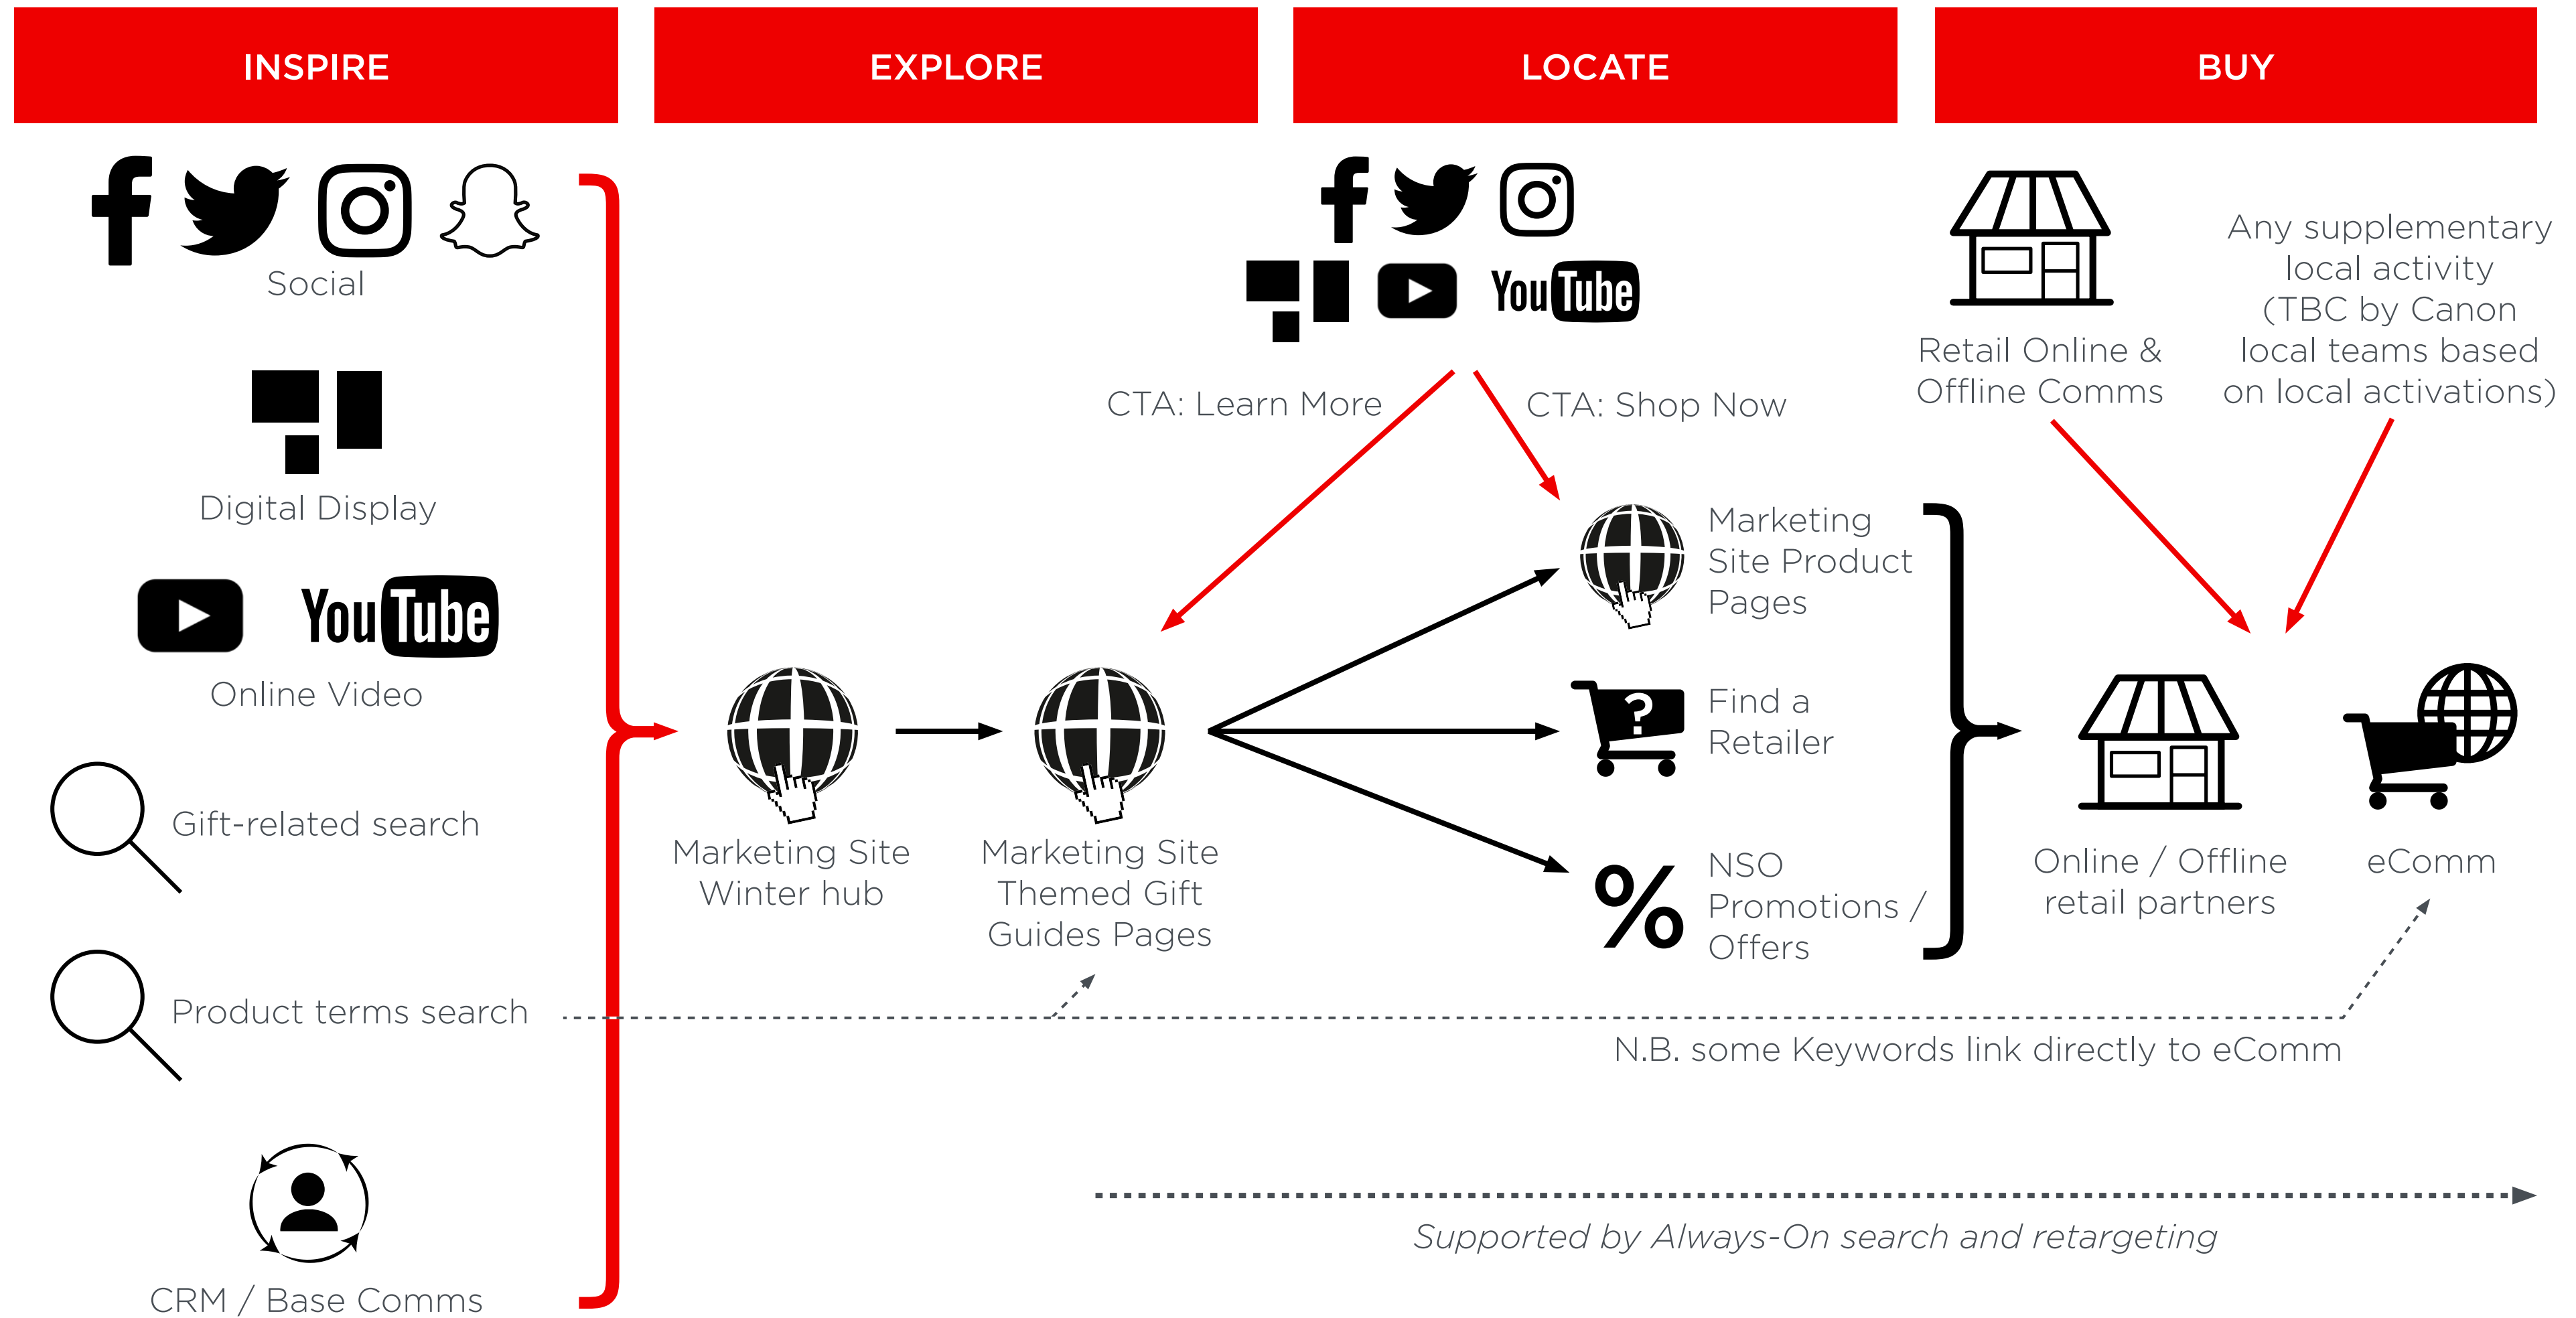 INSPIRE
EXPLORE
LOCATE
BUY
Social
Digital Display
YouTube
Online Video
Gift-related search
Product terms search
CRM / Base Comms
Marketing Site
Winter hub
Marketing Site
Themed Gift
Guides Pages
YouTube
CTA: Learn More
CTA: Shop Now
Marketing
Site Product
Pages
?
Find a
Retailer
%
NSO
Promotions /
Offers
Retail Online &
Offline Comms
Any supplementary
local activity
(TBC by Canon
local teams based
on local activations)
Online / Offline
retail partners
eComm
N.B. some Keywords link directly to eComm
Supported by Always-On search and retargeting